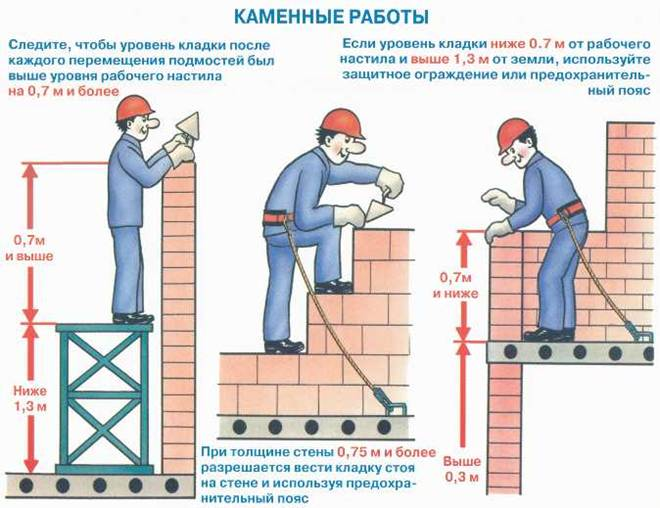 КАМЕННЫЕ РАБОТЫ
Следите, чтобы уровень кладки после
каждого перемещения подмостей был
выше уровня рабочего настила
на 0,7 м и более
Если уровень кладки ниже 0.7 м от рабочего
настила и выше 1,3 м от земли, используйте
защитное ограждение или предохранитель-
ный пояс
0,7м
и выше
Ниже
1,3 м
0,7м
и ниже
Выше
0,3 м
При толщине стены 0,75 м и более
разрешается вести кладку стоя
на стене и используя предохра-
нительный пояс